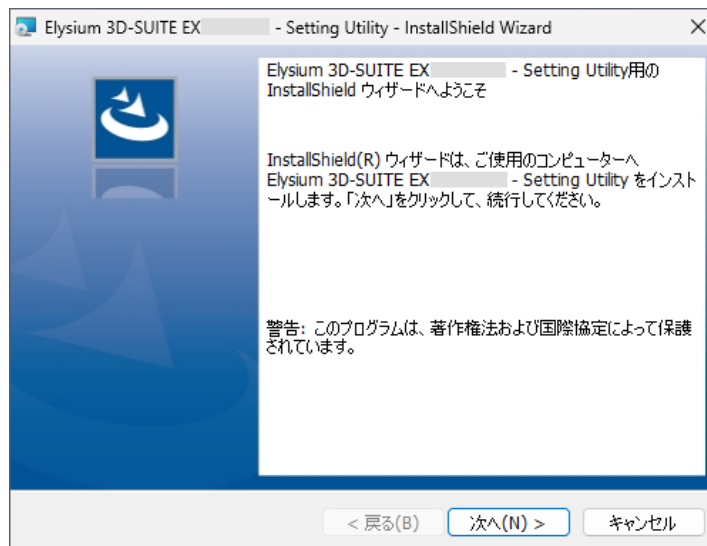 Elysium 3D-SUITE EX - Setting Utility - InstallShield Wizard
Elysium 3D-SUITE EX - Setting Utility用の
InstallShield ウィザードへようこそ
InstallShield(R) ウィザードは、ご使用のコンピューターへ
Elysium 3D-SUITE EX - Setting Utility をインスト
ールします。「次へ」をクリックして、続行してください。
警告: このプログラムは、著作権法および国際協定によって保護
されています。
< 戻る(B)
次へ(N) >
キャンセル